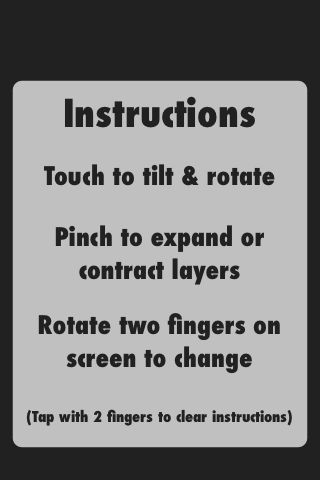 Instructions
Touch to tilt & rotate
Pinch to expand or
contract layers
Rotate two fingers on
screen to change
(Tap with 2 fingers to clear instructions)